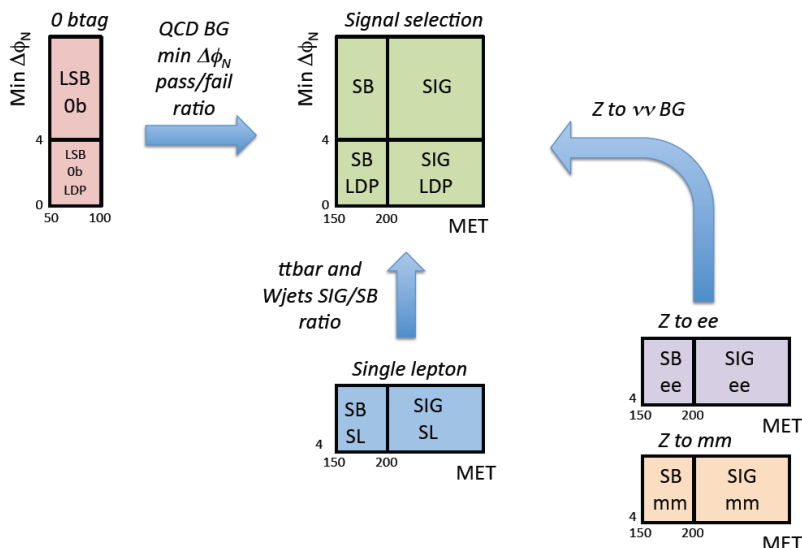 0 btag
Min Δϕ_N
LSB
0b
4
LSB
0b
LDP
0
50
100
QCD BG
min Δϕ_N
pass/fail
ratio
Signal selection
Min Δϕ_N
SB
SIG
4
SB
LDP
SIG
LDP
0
150
200
MET
Z to νν BG
ttbar and
Wjets SIG/SB
ratio
Single lepton
SB
SL
SIG
SL
4
150
200
MET
Z to ee
SB
ee
SIG
ee
4
150
200
MET
Z to mm
SB
mm
SIG
mm
4
150
200
MET